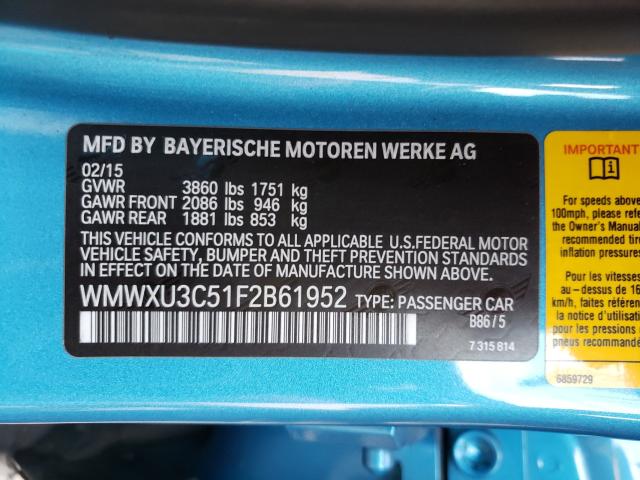 MFD BY BAYERISCHE MOTOREN WERKE AG
02/15
GVWR 3860 lbs 1751 kg
GAWR FRONT 2086 lbs 946 kg
GAWR REAR 1881 lbs 853 kg
THIS VEHICLE CONFORMS TO ALL APPLICABLE U.S.FEDERAL MOTOR
VEHICLE SAFETY, BUMPER AND THEFT PREVENTION STANDARDS
IN EFFECT ON THE DATE OF MANUFACTURE SHOWN ABOVE.
WMWXU3C51F2B61952 TYPE: PASSENGER CAR
B86/5
7 315 814
IMPORTANT
For speeds above
100mph, please refe
the Owner's Manual
recommended tir
inflation pressures
Pour les vitesses
au-dessus de 16
km/h, faites référen
la notice d'utilisatio
pour les pressions
pneus recommandé
6859729